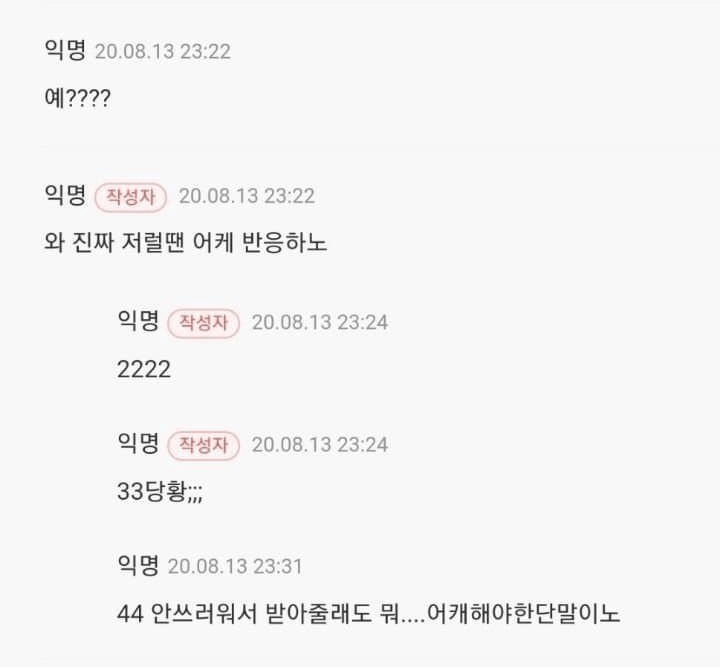 익명 20.08.13 23:22
예????
익명 작성자 20.08.13 23:22
와 진짜 저럴땐 어케 반응하노
익명 작성자 20.08.13 23:24
2222
익명 작성자 20.08.13 23:24
33당황;;;
익명 20.08.13 23:31
44 안쓰러워서 받아줄래도 뭐....어캐해야한단말이노